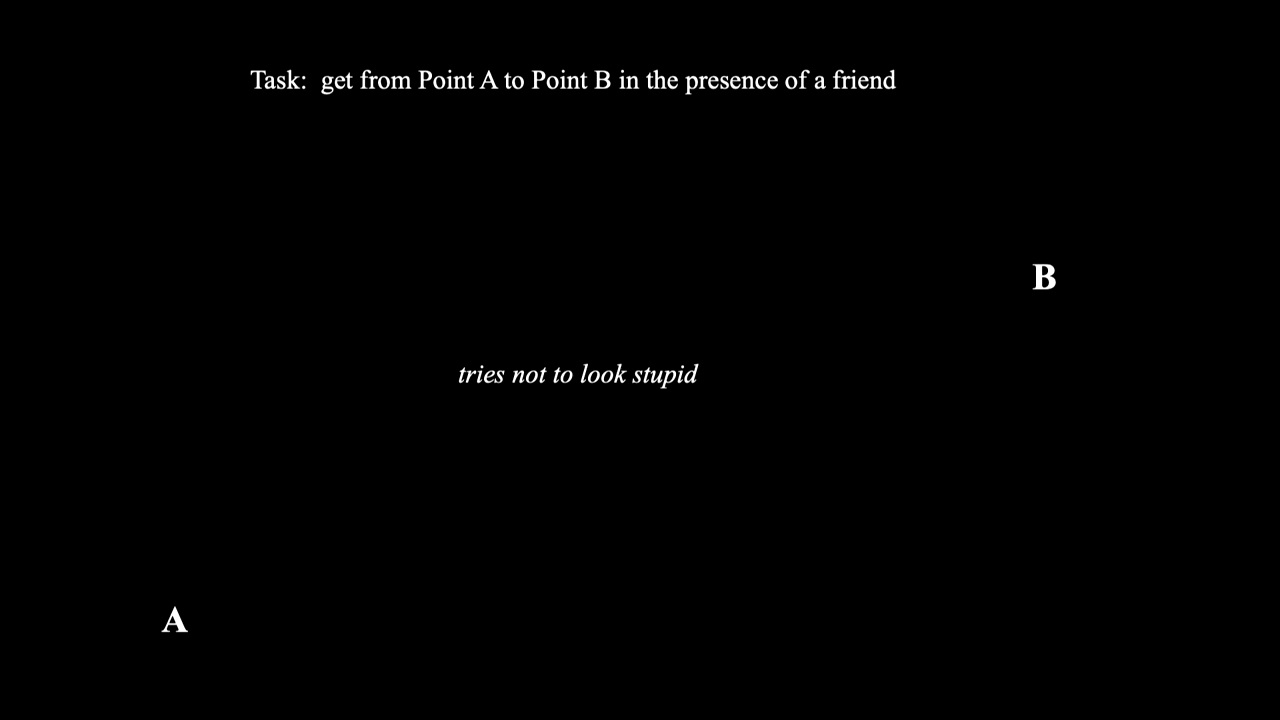 Task:  get from Point A to Point B in the presence of a friend
B
tries not to look stupid
A